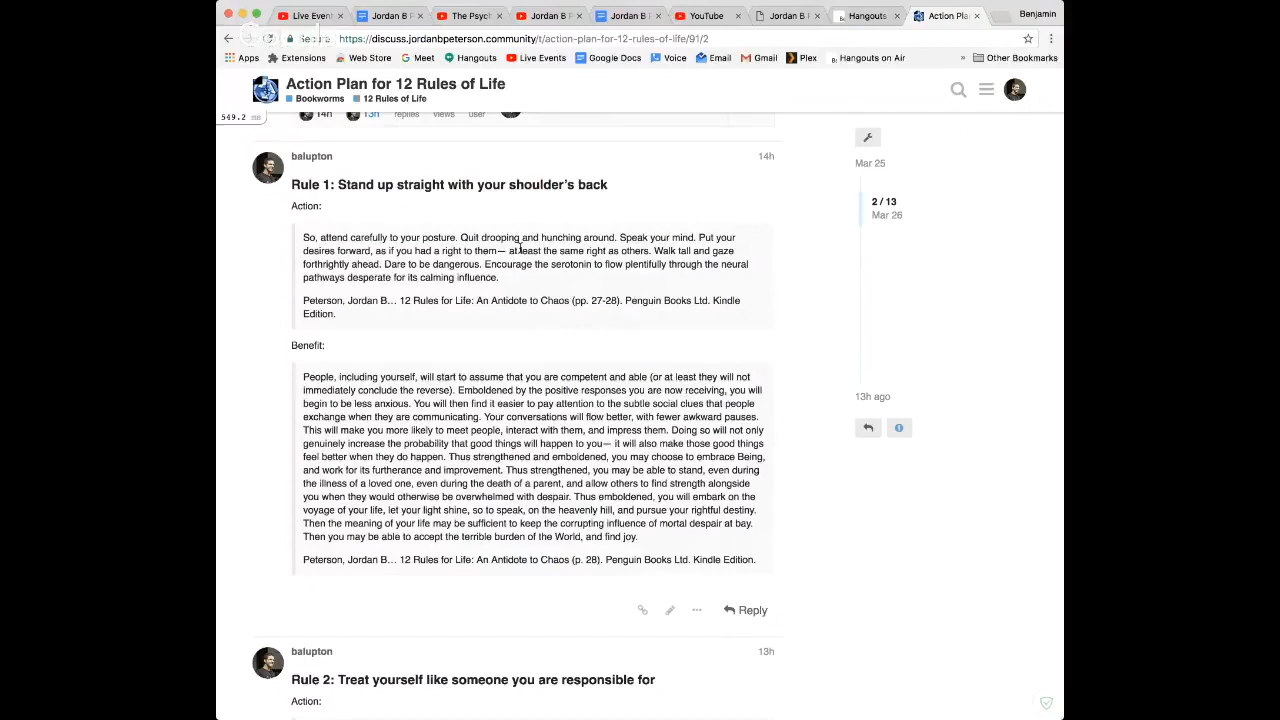 Live Event
Jordan B P
The Psych
Jordan B P
Jordan B
YouTube
Jordan B F
Hangouts
Action Plan
Benjamin
Secure https://discuss.jordanbpeterson.community/t/action-plan-for-12-rules-of-life/91/2
Apps Extensions Web Store G Meet Hangouts Live Events Google Docs Voice Email Gmail Plex Hangouts on Air » Other Bookmarks
Action Plan for 12 Rules of Life
Bookworms 12 Rules of Life
549.2 ms
14h 13h replies views user
balupton 14h
Rule 1: Stand up straight with your shoulder's back
Action:
So, attend carefully to your posture. Quit drooping and hunching around. Speak your mind. Put your
desires forward, as if you had a right to them— at least the same right as others. Walk tall and gaze
forthrightly ahead. Dare to be dangerous. Encourage the serotonin to flow plentifully through the neural
pathways desperate for its calming influence.
Peterson, Jordan B... 12 Rules for Life: An Antidote to Chaos (pp. 27-28). Penguin Books Ltd. Kindle
Edition.
Benefit:
People, including yourself, will start to assume that you are competent and able (or at least they will not
immediately conclude the reverse). Emboldened by the positive responses you are now receiving, you will
begin to be less anxious. You will then find it easier to pay attention to the subtle social clues that people
exchange when they are communicating. Your conversations will flow better, with fewer awkward pauses.
This will make you more likely to meet people, interact with them, and impress them. Doing so will not only
genuinely increase the probability that good things will happen to you— it will also make those good things
feel better when they do happen. Thus strengthened and emboldened, you may choose to embrace Being,
and work for its furtherance and improvement. Thus strengthened, you may be able to stand, even during
the illness of a loved one, even during the death of a parent, and allow others to find strength alongside
you when they would otherwise be overwhelmed with despair. Thus emboldened, you will embark on the
voyage of your life, let your light shine, so to speak, on the heavenly hill, and pursue your rightful destiny.
Then the meaning of your life may be sufficient to keep the corrupting influence of mortal despair at bay.
Then you may be able to accept the terrible burden of the World, and find joy.
Peterson, Jordan B... 12 Rules for Life: An Antidote to Chaos (p. 28). Penguin Books Ltd. Kindle Edition.
Reply
balupton 13h
Rule 2: Treat yourself like someone you are responsible for
Action:
Mar 25
2 / 13
Mar 26
13h ago